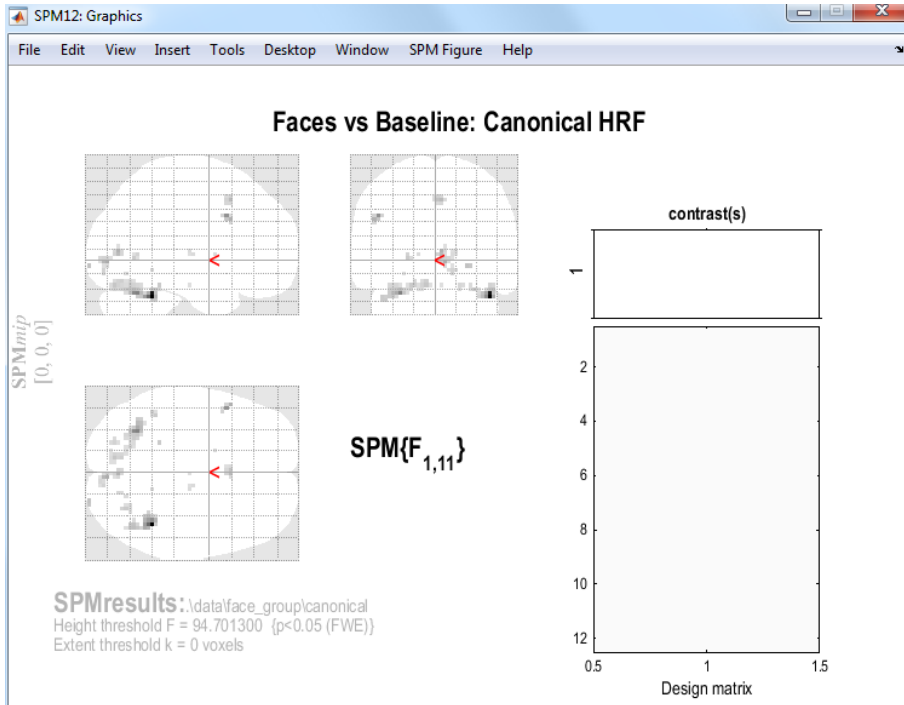 SPM12: Graphics
File Edit View Insert Tools Desktop Window SPM Figure Help
Faces vs Baseline: Canonical HRF
SPMmip
[0, 0, 0]
<
<
<
SPM{F1,11}
contrast(s)
1
2
4
6
8
10
12
0.5 1 1.5
Design matrix
SPMresults: .\data\face_group\canonical
Height threshold F = 94.701300 {p<0.05 (FWE)}
Extent threshold k = 0 voxels